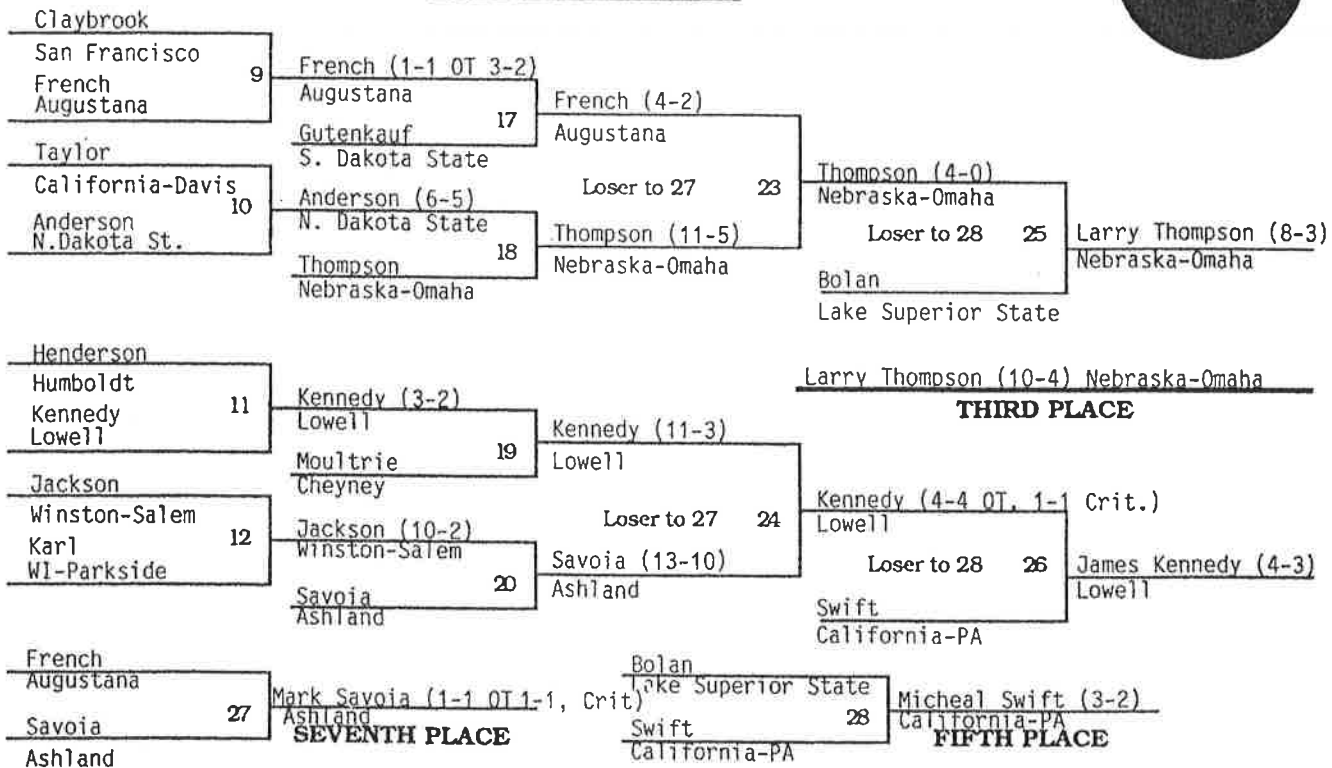 Claybrook
San Francisco
French
Augustana
9
French (1-1 OT 3-2)
Augustana
Gutenkauf
S. Dakota State
17
French (4-2)
Augustana
Taylor
California-Davis
Anderson
N.Dakota St.
10
Anderson (6-5)
N. Dakota State
Thompson
Nebraska-Omaha
18
Thompson (11-5)
Nebraska-Omaha
Loser to 27 23
Thompson (4-0)
Nebraska-Omaha
Loser to 28 25
Bolan
Lake Superior State
Larry Thompson (8-3)
Nebraska-Omaha
Henderson
Humboldt
Kennedy
Lowell
11
Kennedy (3-2)
Lowell
Moultrie
Cheyney
19
Kennedy (11-3)
Lowell
Larry Thompson (10-4) Nebraska-Omaha
THIRD PLACE
Jackson
Winston-Salem
Karl
WI-Parkside
12
Jackson (10-2)
Winston-Salem
Savoia
Ashland
20
Savoia (13-10)
Ashland
Loser to 27 24
Kennedy (4-4 OT, 1-1 Crit.)
Lowell
Loser to 28 26
Swift
California-PA
James Kennedy (4-3)
Lowell
French
Augustana
Savoia
Ashland
27
Mark Savoia (1-1 OT 1-1, Crit)
Ashland
SEVENTH PLACE
Bolan
Lake Superior State
Swift
California-PA
28
Micheal Swift (3-2)
California-PA
FIFTH PLACE